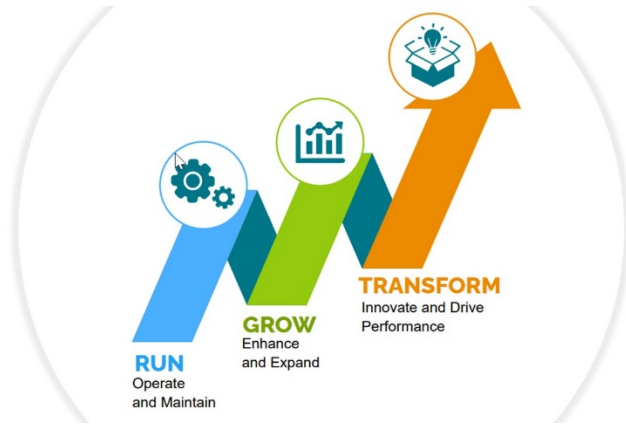 RUN
Operate
and Maintain
GROW
Enhance
and Expand
TRANSFORM
Innovate and Drive
Performance